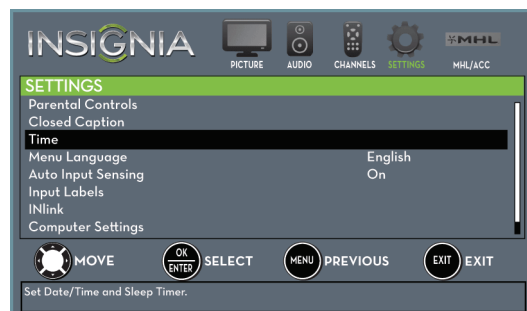 INSIGNIA
PICTURE AUDIO CHANNELS SETTINGS MHL MHL/ACC
SETTINGS
Parental Controls
Closed Caption
Time
Menu Language English
Auto Input Sensing On
Input Labels
INlink
Computer Settings
MOVE OK ENTER SELECT MENU PREVIOUS EXIT EXIT
Set Date/Time and Sleep Timer.